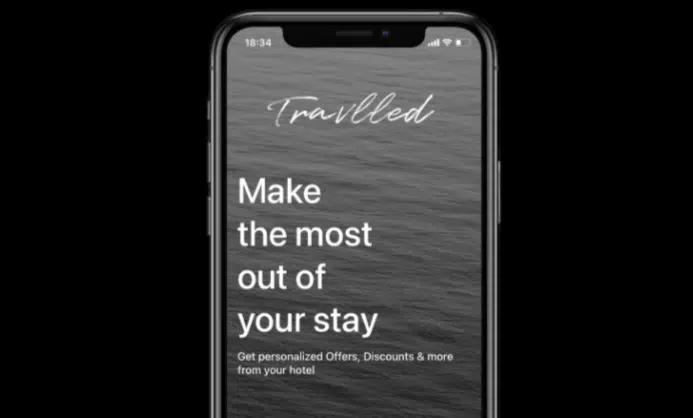 18:34
Travlled
Make
the most
out of
your stay
Get personalized Offers, Discounts & more
from your hotel